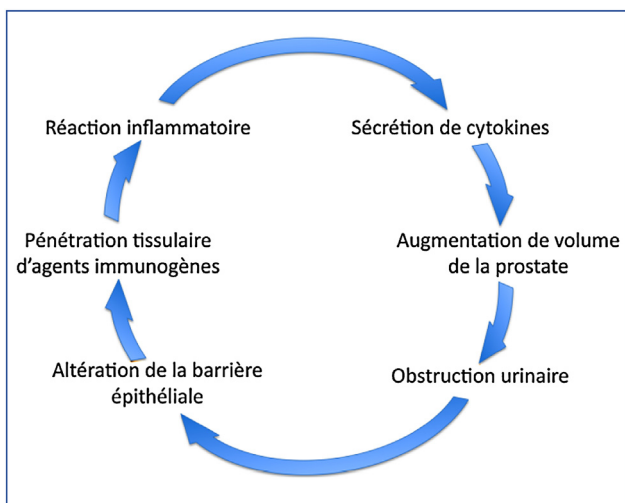 Réaction inflammatoire
Sécrétion de cytokines
Augmentation de volume
de la prostate
Obstruction urinaire
Altération de la barrière
épithéliale
Pénétration tissulaire
d'agents immunogènes